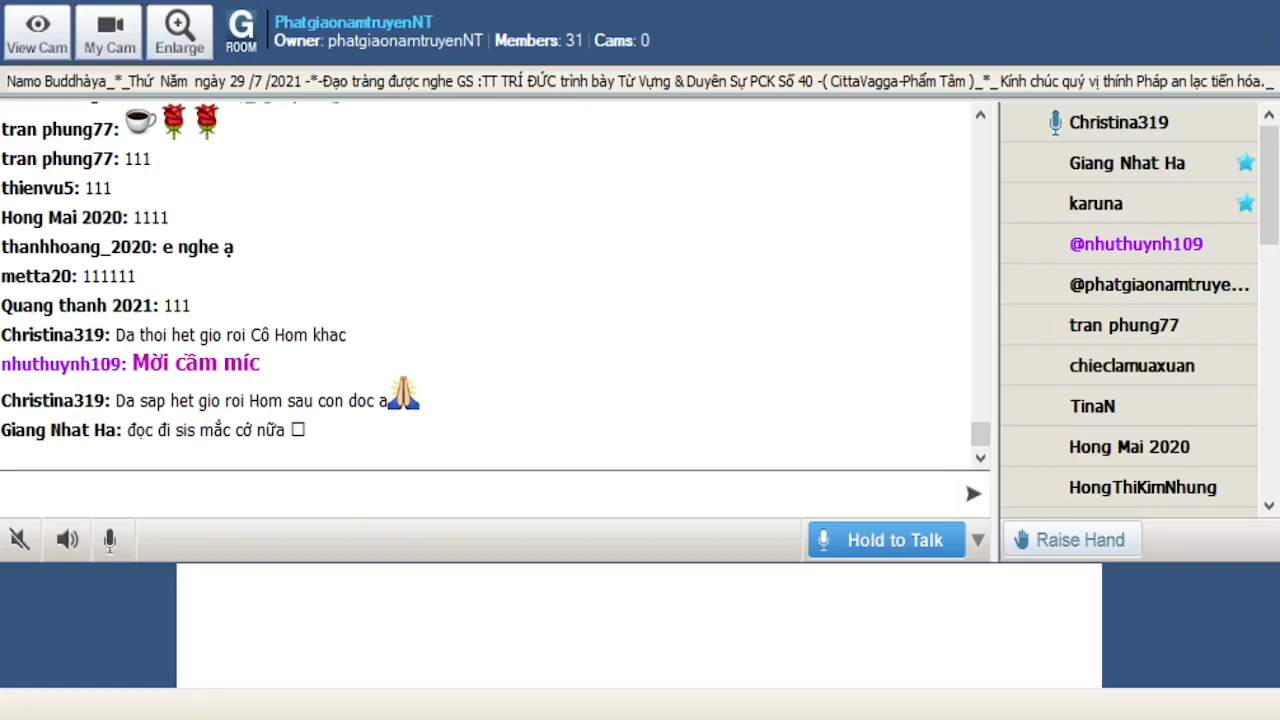 View Cam
My Cam
Enlarge
G
ROOM
PhatgiaonamtruyenNT
Owner: phatgiaonamtruyenNT | Members: 31 | Cams: 0
Namo Buddhàya_*_Thứ Năm ngày 29 /7 /2021 -*-Đạo tràng được nghe GS :TT TRÍ ĐỨC trình bày Từ Vựng & Duyên Sự PCK Số 40 -( CittaVagga-Phẩm Tâm )_*_ Kính chúc quý vị thính Pháp an lạc tiến hóa._
tran phung77:
tran phung77: 111
thienvu5: 111
Hong Mai 2020: 1111
thanhhoang_2020: e nghe ạ
metta20: 111111
Quang thanh 2021: 111
Christina319: Da thoi het gio roi Cô Hom khac
nhuthuynh109: Mời cầm míc
Christina319: Da sap het gio roi Hom sau con doc a
Giang Nhat Ha: đọc đi sis mắc cở nữa
Christina319
Giang Nhat Ha
karuna
@nhuthuynh109
@phatgiaonamtruye...
tran phung77
chieclamuaxuan
TinaN
Hong Mai 2020
HongThiKimNhung
Hold to Talk
Raise Hand